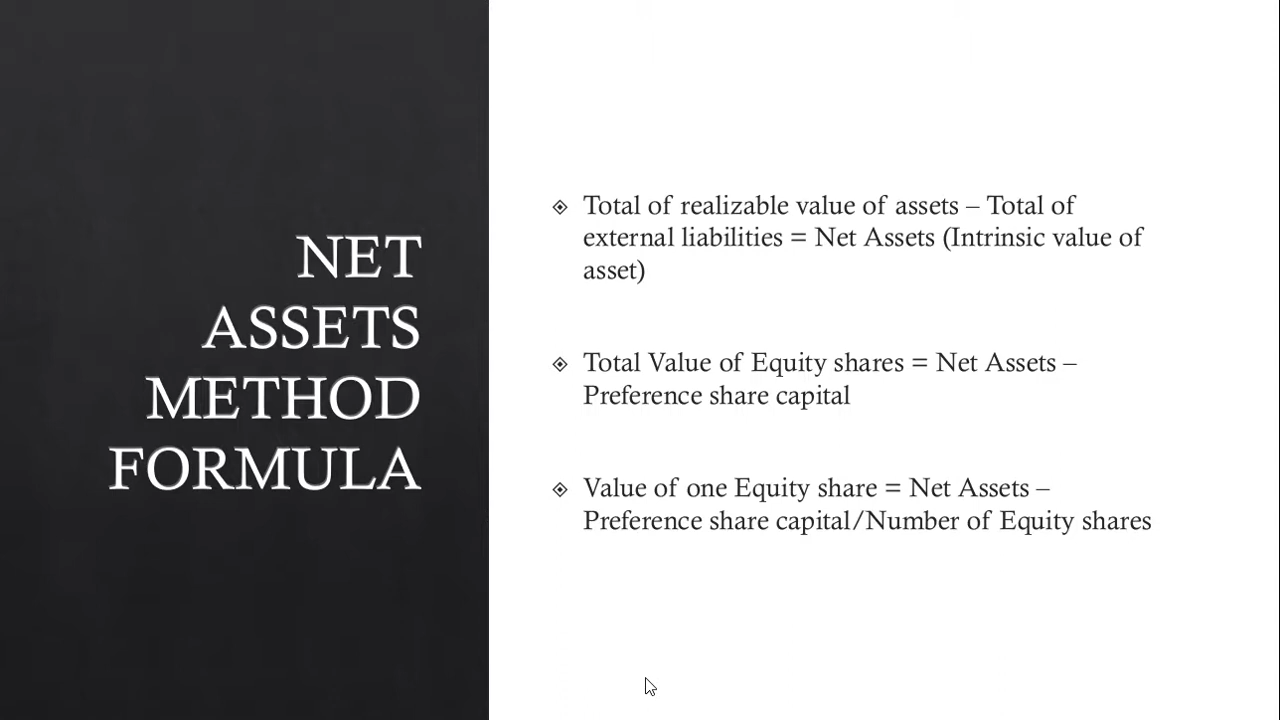 NET
ASSETS
METHOD
FORMULA
Total of realizable value of assets – Total of
external liabilities = Net Assets (Intrinsic value of
asset)
Total Value of Equity shares = Net Assets –
Preference share capital
Value of one Equity share = Net Assets –
Preference share capital/Number of Equity shares